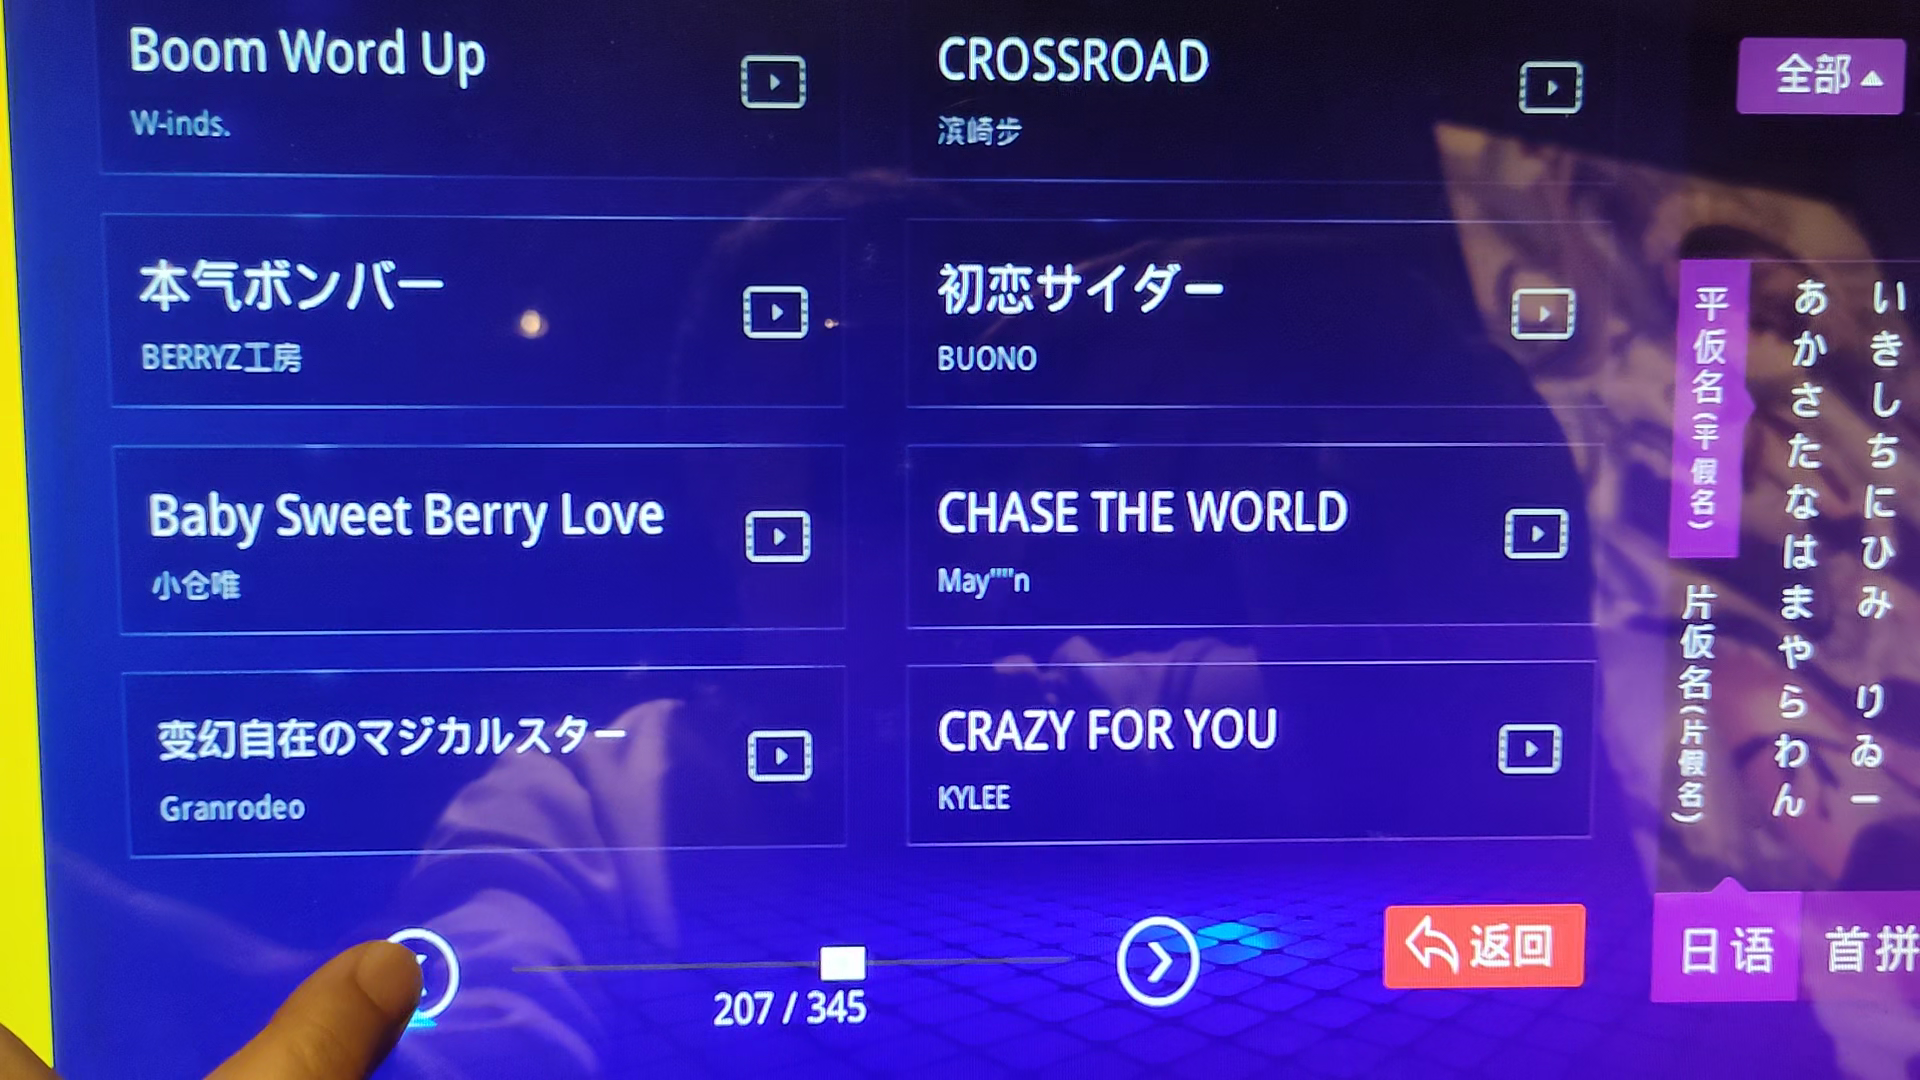 Boom Word Up
W-inds.
CROSSROAD
滨崎步
全部
本气ボンバー
BERRYZ工房
初恋サイダー
BUONO
Baby Sweet Berry Love
小仓唯
CHASE THE WORLD
May''''n
变幻自在のマジカルスター
Granrodeo
CRAZY FOR YOU
KYLEE
平仮名(平假名)
片仮名(片假名)
あかさたなはまやらわん
いきしちにひみ りゐー
207 / 345
返回
日语
首拼